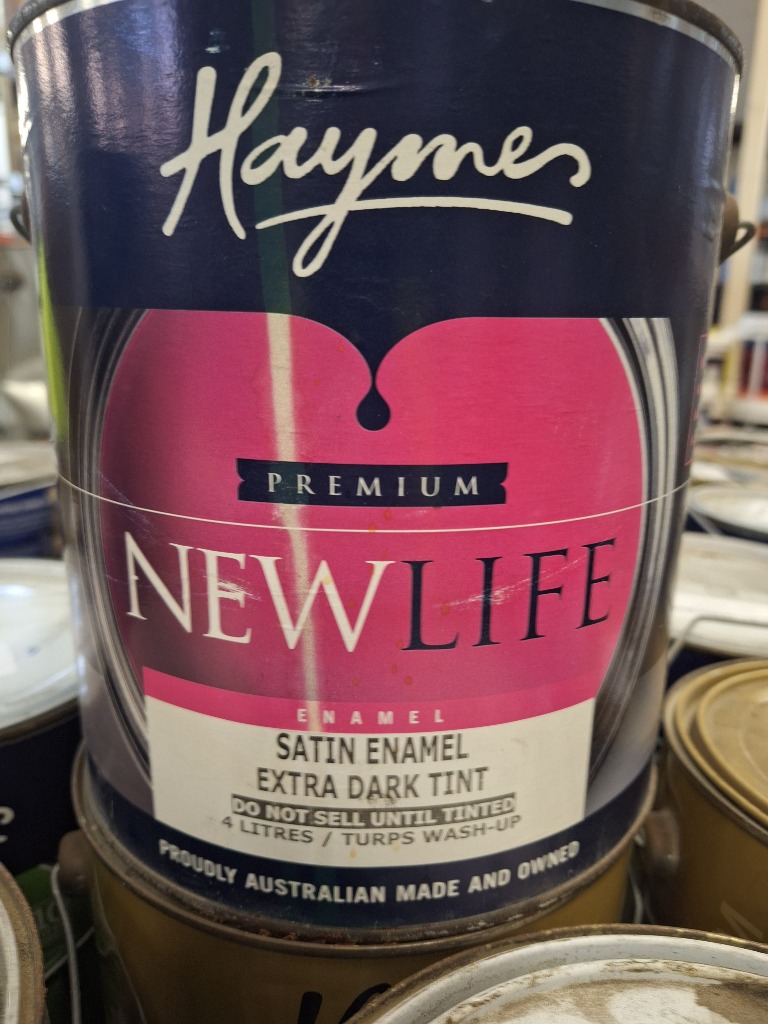 Haymes
PREMIUM
NEWLIFE
ENAMEL
SATIN ENAMEL
EXTRA DARK TINT
DO NOT SELL UNTIL TINTED
4 LITRES / TURPS WASH-UP
PROUDLY AUSTRALIAN MADE AND OWNED